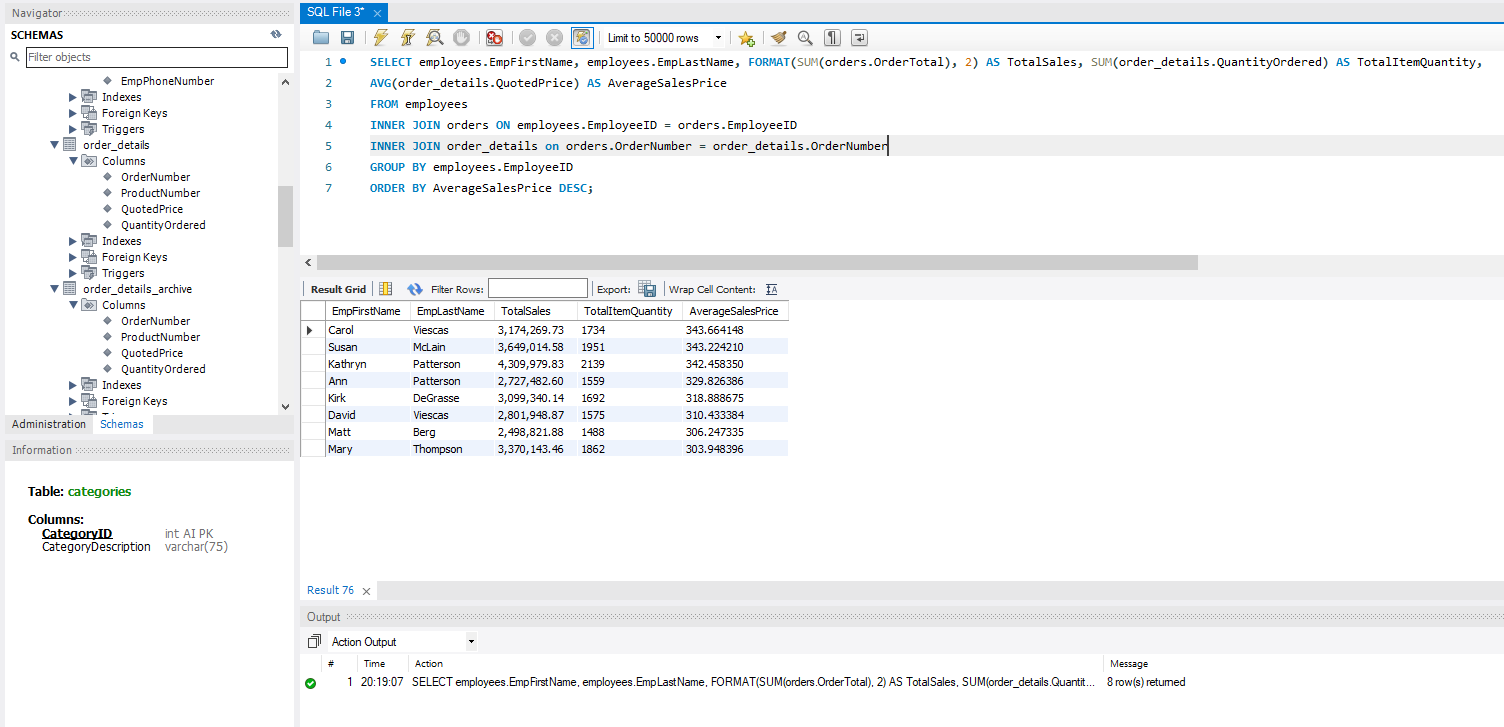 Navigator
SCHEMAS
Filter objects
EmpPhoneNumber
Indexes
Foreign Keys
Triggers
order_details
Columns
OrderNumber
ProductNumber
QuotedPrice
QuantityOrdered
Indexes
Foreign Keys
Triggers
order_details_archive
Columns
OrderNumber
ProductNumber
QuotedPrice
QuantityOrdered
Indexes
Foreign Keys
Administration Schemas
Information
Table: categories
Columns:
CategoryID int AI PK
CategoryDescription varchar(75)
SQL File 3*
Limit to 50000 rows
1 SELECT employees.EmpFirstName, employees.EmpLastName, FORMAT(SUM(orders.OrderTotal), 2) AS TotalSales, SUM(order_details.QuantityOrdered) AS TotalItemQuantity,
2 AVG(order_details.QuotedPrice) AS AverageSalesPrice
3 FROM employees
4 INNER JOIN orders ON employees.EmployeeID = orders.EmployeeID
5 INNER JOIN order_details on orders.OrderNumber = order_details.OrderNumber
6 GROUP BY employees.EmployeeID
7 ORDER BY AverageSalesPrice DESC;
Result Grid Filter Rows: Export: Wrap Cell Content: IA
EmpFirstName EmpLastName TotalSales TotalItemQuantity AverageSalesPrice
Carol Viescas 3,174,269.73 1734 343.664148
Susan McLain 3,649,014.58 1951 343.224210
Kathryn Patterson 4,309,979.83 2139 342.458350
Ann Patterson 2,727,482.60 1559 329.826386
Kirk DeGrasse 3,099,340.14 1692 318.888675
David Viescas 2,801,948.87 1575 310.433384
Matt Berg 2,498,821.88 1488 306.247335
Mary Thompson 3,370,143.46 1862 303.948396
Result 76
Output
Action Output
# Time Action Message
1 20:19:07 SELECT employees.EmpFirstName, employees.EmpLastName, FORMAT(SUM(orders.OrderTotal), 2) AS TotalSales, SUM(order_details.Quantit... 8 row(s) returned